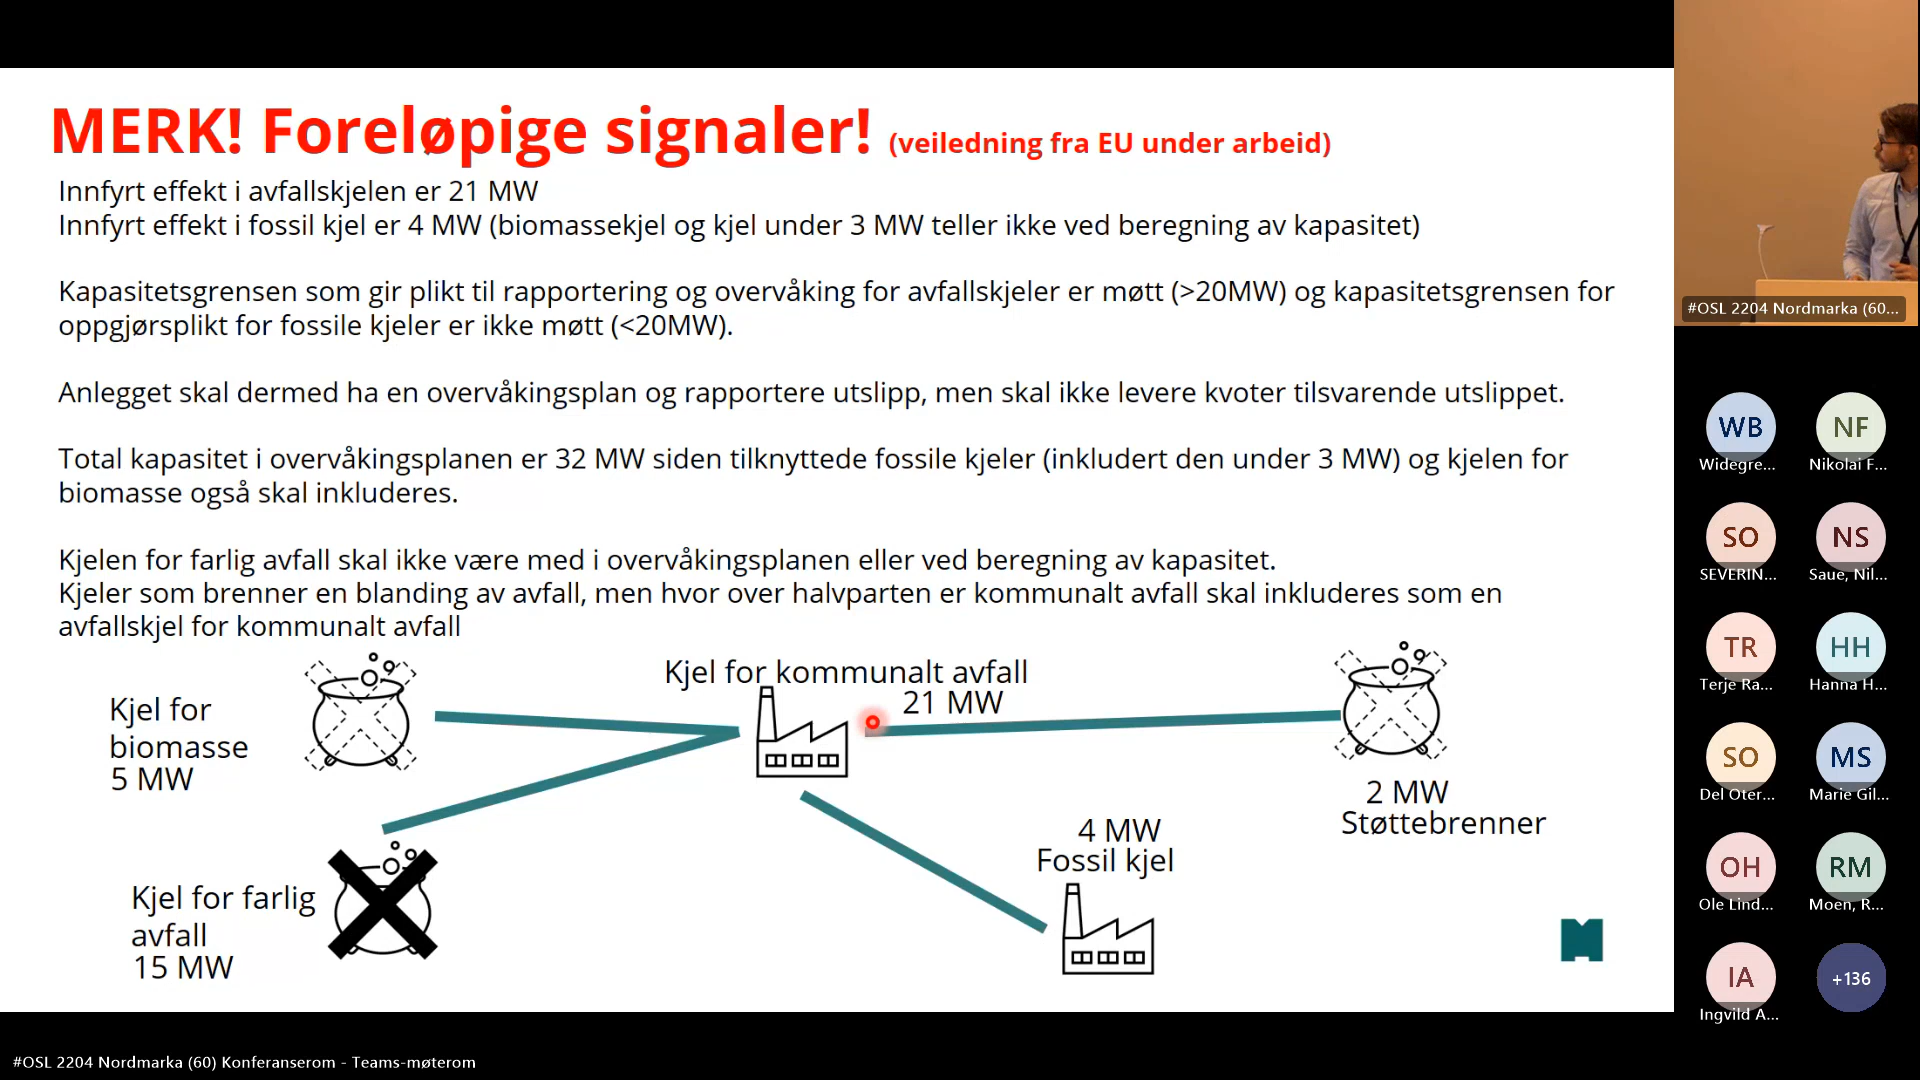 MERK! Foreløpige signaler! (veiledning fra EU under arbeid)
Innfyrt effekt i avfallskjelen er 21 MW
Innfyrt effekt i fossil kjel er 4 MW (biomassekjel og kjel under 3 MW teller ikke ved beregning av kapasitet)
Kapasitetsgrensen som gir plikt til rapportering og overvåking for avfallskjeler er møtt (>20MW) og kapasitetsgrensen for
oppgjørsplikt for fossile kjeler er ikke møtt (<20MW).
Anlegget skal dermed ha en overvåkingsplan og rapportere utslipp, men skal ikke levere kvoter tilsvarende utslippet.
Total kapasitet i overvåkingsplanen er 32 MW siden tilknyttede fossile kjeler (inkludert den under 3 MW) og kjelen for
biomasse også skal inkluderes.
Kjelen for farlig avfall skal ikke være med i overvåkingsplanen eller ved beregning av kapasitet.
Kjeler som brenner en blanding av avfall, men hvor over halvparten er kommunalt avfall skal inkluderes som en
avfallskjel for kommunalt avfall
Kjel for kommunalt avfall
21 MW
Kjel for
biomasse
5 MW
2 MW
Støttebrenner
4 MW
Fossil kjel
Kjel for farlig
avfall
15 MW
#OSL 2204 Nordmarka (60...
WB
Widegre...
NF
Nikolai F...
SO
SEVERIN...
NS
Saue, Nil...
TR
Terje Ra...
HH
Hanna H...
SO
Del Oter...
MS
Marie Gil...
OH
Ole Lind...
RM
Moen, R...
IA
Ingvild A...
+136
#OSL 2204 Nordmarka (60) Konferanserom - Teams-møterom